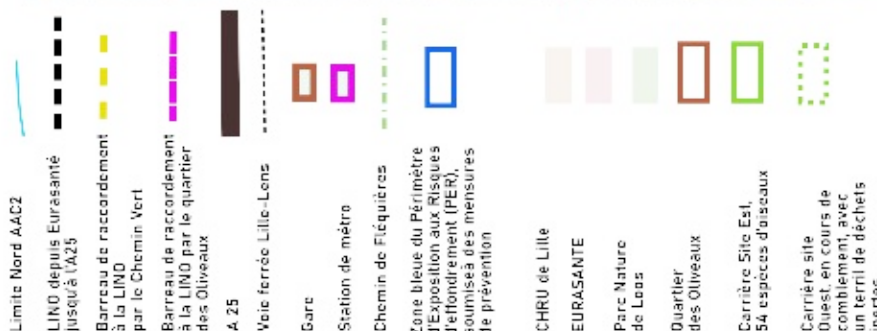 Limite Nord AAC2
LINO depuis Eurasanté
jusqu'à l'A25
Barreau de raccordement
à la LINO
par le Chemin Vert
Barreau de raccordement
à la LINO par le quartier
des Oliveaux
A 25
Voie ferrée Lille-Lens
Gare
Station de métro
Chemin de Fléquières
Zone bleue du Périmètre
d'Exposition aux Risques
d'effondrement (PER),
soumiseà des mensures
de prévention
CHRU de Lille
EURASANTE
Parc Nature
de Loos
Quartier
des Oliveaux
Carrière Site Est,
54 espèces d'oiseaux
Carrière site
Ouest, en cours de
comblement, avec
un terril de déchets